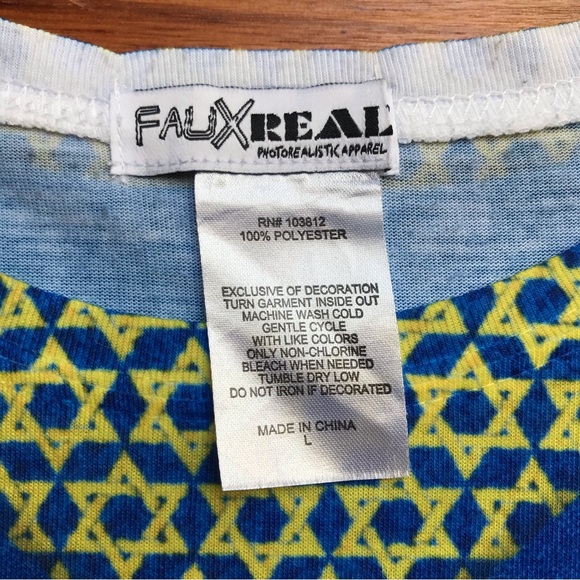 FAUXREAL
PHOTOREALISTIC APPAREL
RN# 103812
100% POLYESTER
EXCLUSIVE OF DECORATION
TURN GARMENT INSIDE OUT
MACHINE WASH COLD
GENTLE CYCLE
WITH LIKE COLORS
ONLY NON-CHLORINE
BLEACH WHEN NEEDED
TUMBLE DRY LOW
DO NOT IRON IF DECORATED
MADE IN CHINA
L